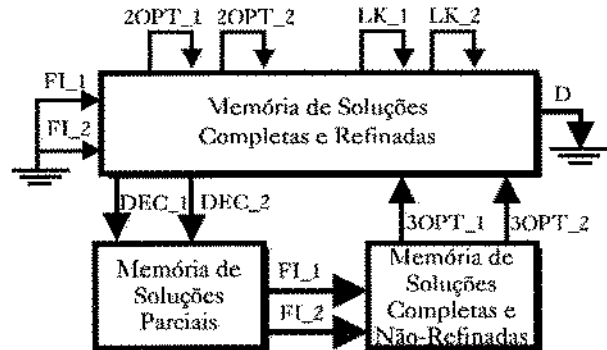 2OPT_1 2OPT_2 LK_1 LK_2
FI_1
FI_2
Memória de Soluções
Completas e Refinadas
D
DEC_1 DEC_2
3OPT_1 3OPT_2
Memória de
Soluções
Parciais
FI_1
FI_2
Memória de
Soluções
Completas e
Não-Refinadas